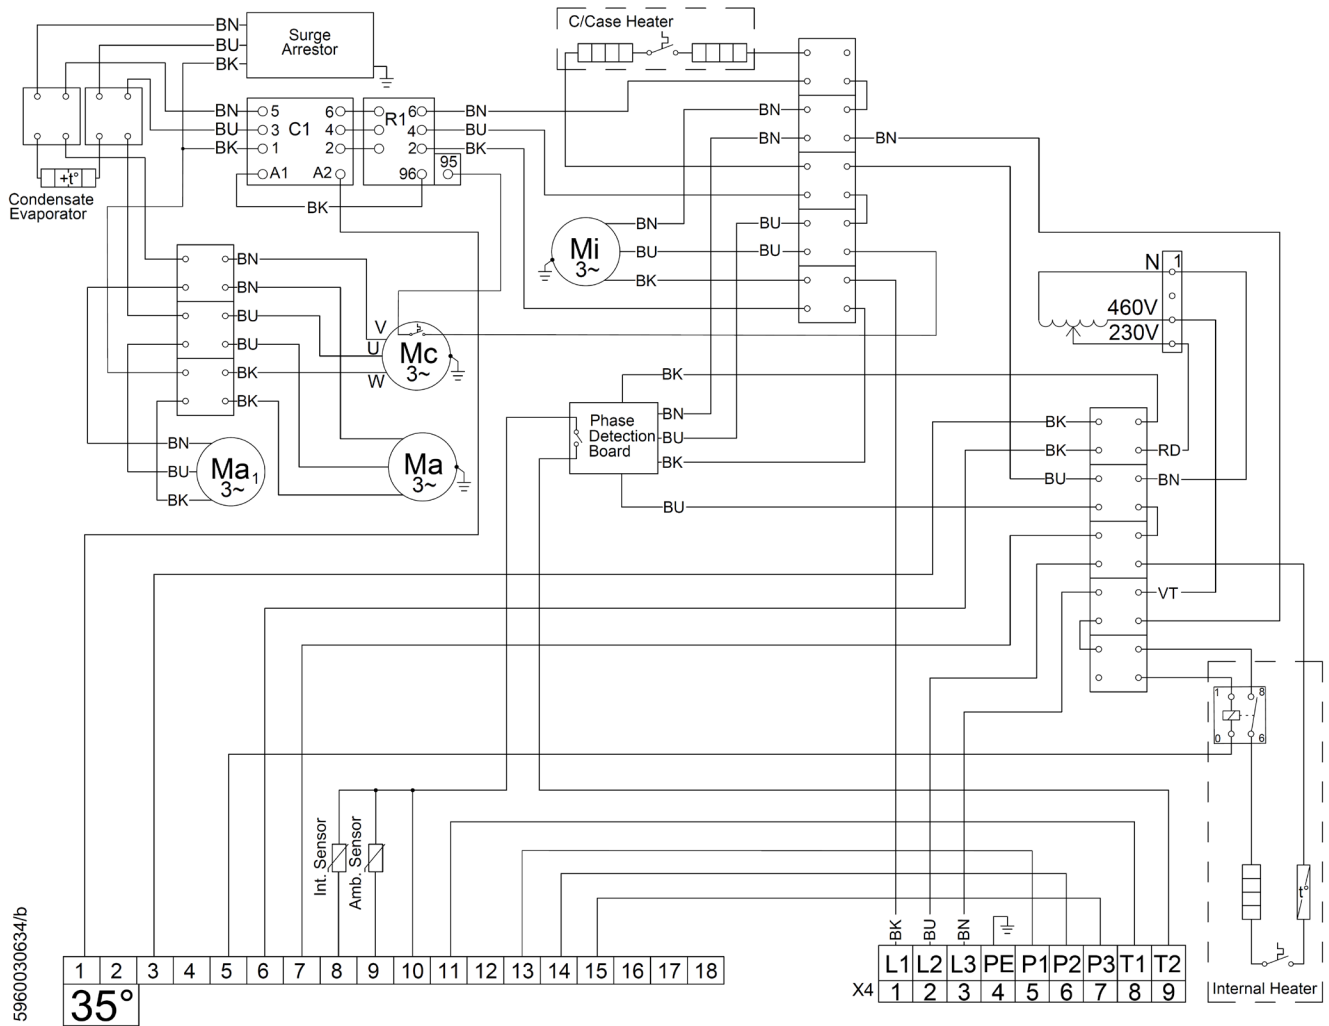 C/Case Heater
BN
BU
BK
Surge
Arrestor
BN 5 6 6 BN
BU 3 C1 4 R1 4 BU
BK 1 2 2 BK
A1 A2 96 95
BK
+t°
Condensate
Evaporator
BN
BN
BN
BN
BU
BU
Mi
3~
BN
BU
BK
BN
BN
BU
BU
BK
BK
V
U
W
Mc
3~
N 1
460V
230V
BK
BN
BU
BK
BU
Phase
Detection
Board
BK
BK
BU
RD
BN
VT
BN
BU
BK
Ma1
3~
Ma
3~
1 8
0 6
t°
Internal Heater
Int. Sensor
Amb. Sensor
BK
BU
BN
1 2 3 4 5 6 7 8 9 10 11 12 13 14 15 16 17 18
35°
L1 L2 L3 PE P1 P2 P3 T1 T2
X4 1 2 3 4 5 6 7 8 9
5960030634/b